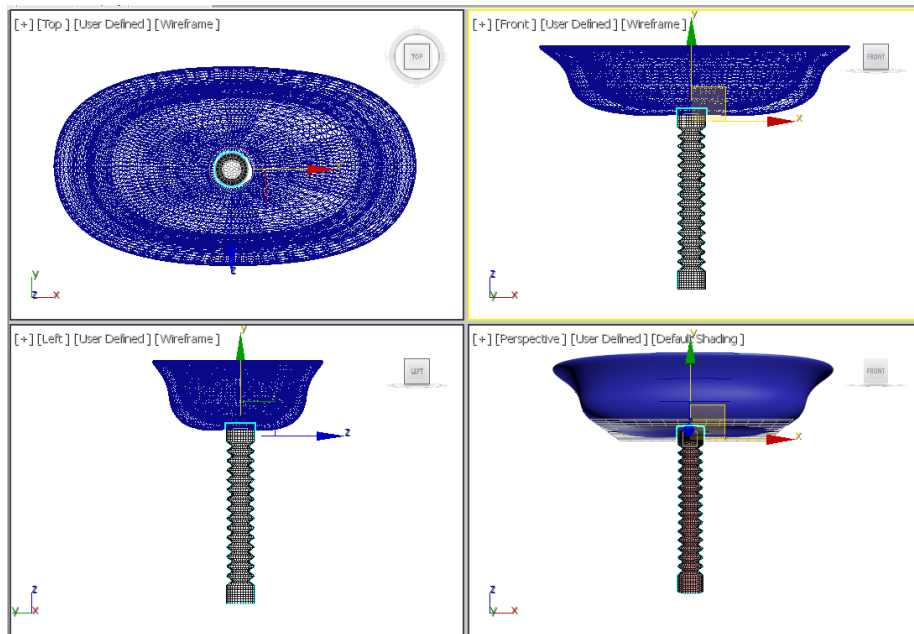 [+] [Top] [User Defined] [Wireframe]
TOP
x
z
y
z x
[+] [Front] [User Defined] [Wireframe]
y
FRONT
x
z
y x
[+] [Left] [User Defined] [Wireframe]
y
LEFT
z
z
y x
[+] [Perspective] [User Defined] [Default Shading]
y
FRONT
x
z
y x